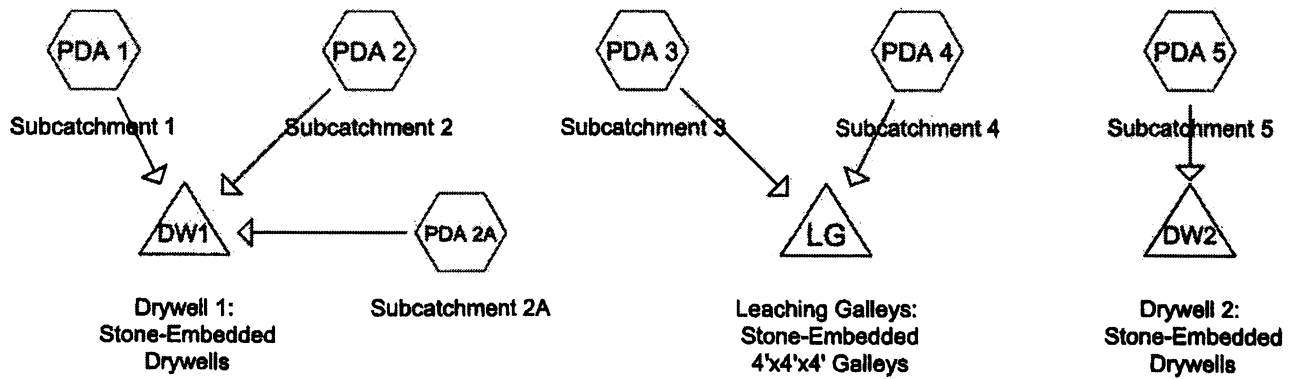 PDA 1
PDA 2
PDA 3
PDA 4
PDA 5
Subcatchment 1
Subcatchment 2
Subcatchment 3
Subcatchment 4
Subcatchment 5
DW1
PDA 2A
LG
DW2
Drywell 1:
Stone-Embedded
Drywells
Subcatchment 2A
Leaching Galleys:
Stone-Embedded
4'x4'x4' Galleys
Drywell 2:
Stone-Embedded
Drywells